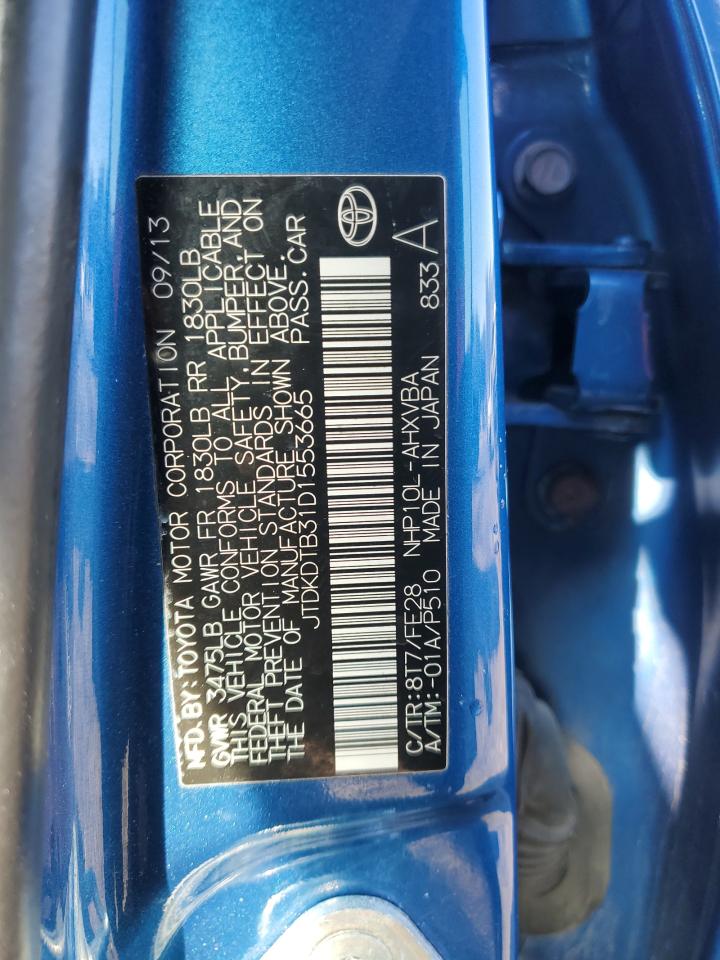 MFD.BY:TOYOTA MOTOR CORPORATION 09/13
GVWR 3475LB GAWR FR 1830LB RR 1830LB
THIS VEHICLE CONFORMS TO ALL APPLICABLE
FEDERAL MOTOR VEHICLE SAFETY,BUMPER,AND
THEFT PREVENTION STANDARDS IN EFFECT ON
THE DATE OF MANUFACTURE SHOWN ABOVE.
JTDKDTB31D1553665 PASS.CAR
C/TR:8T7/FE28 NHP10L-AHXVBA 833 A
A/TM:-01A/P510 MADE IN JAPAN